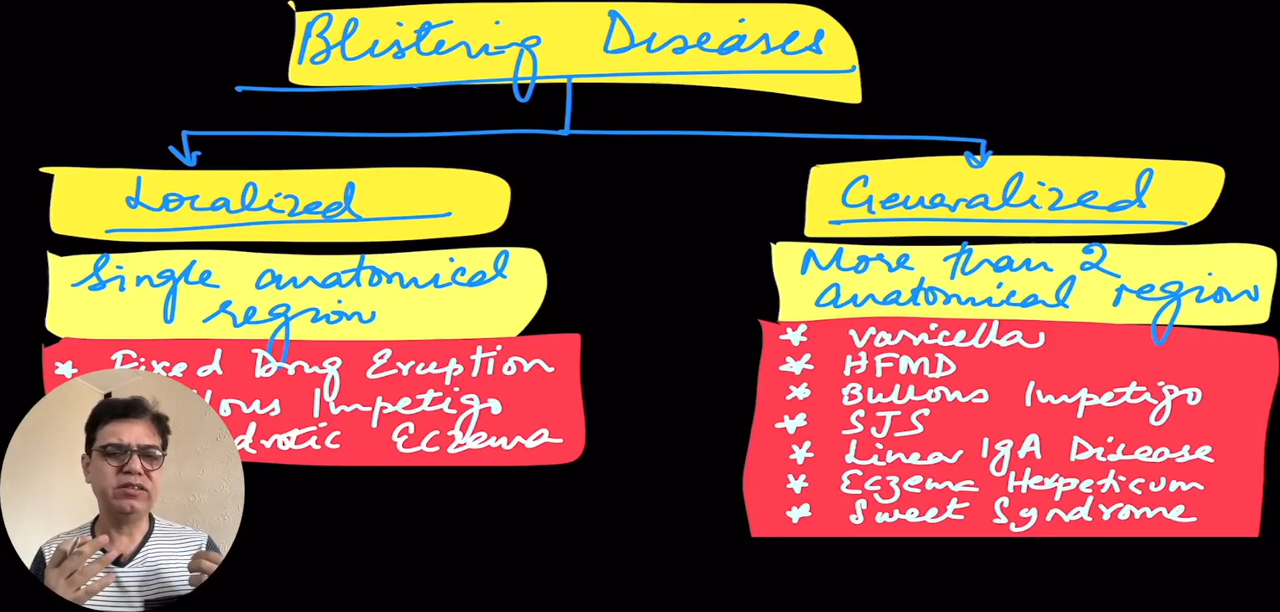 Blistering Diseases
Localized
Single anatomical
region
* Fixed Drug Eruption
Impetigo
Eczema
Generalized
More than 2
anatomical region
* Varicella
* HFMD
* Bullous Impetigo
* SJS
* Linear IgA Disease
* Eczema Herpeticum
* Sweet Syndrome